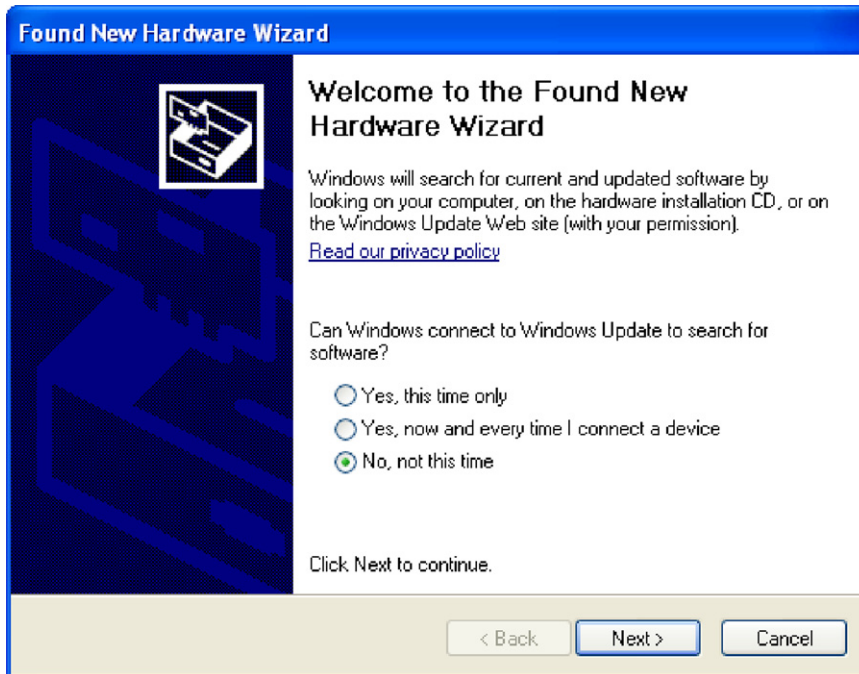 Found New Hardware Wizard
Welcome to the Found New
Hardware Wizard
Windows will search for current and updated software by
looking on your computer, on the hardware installation CD, or on
the Windows Update Web site (with your permission).
Read our privacy policy
Can Windows connect to Windows Update to search for
software?
Yes, this time only
Yes, now and every time I connect a device
No, not this time
Click Next to continue.
< Back Next > Cancel